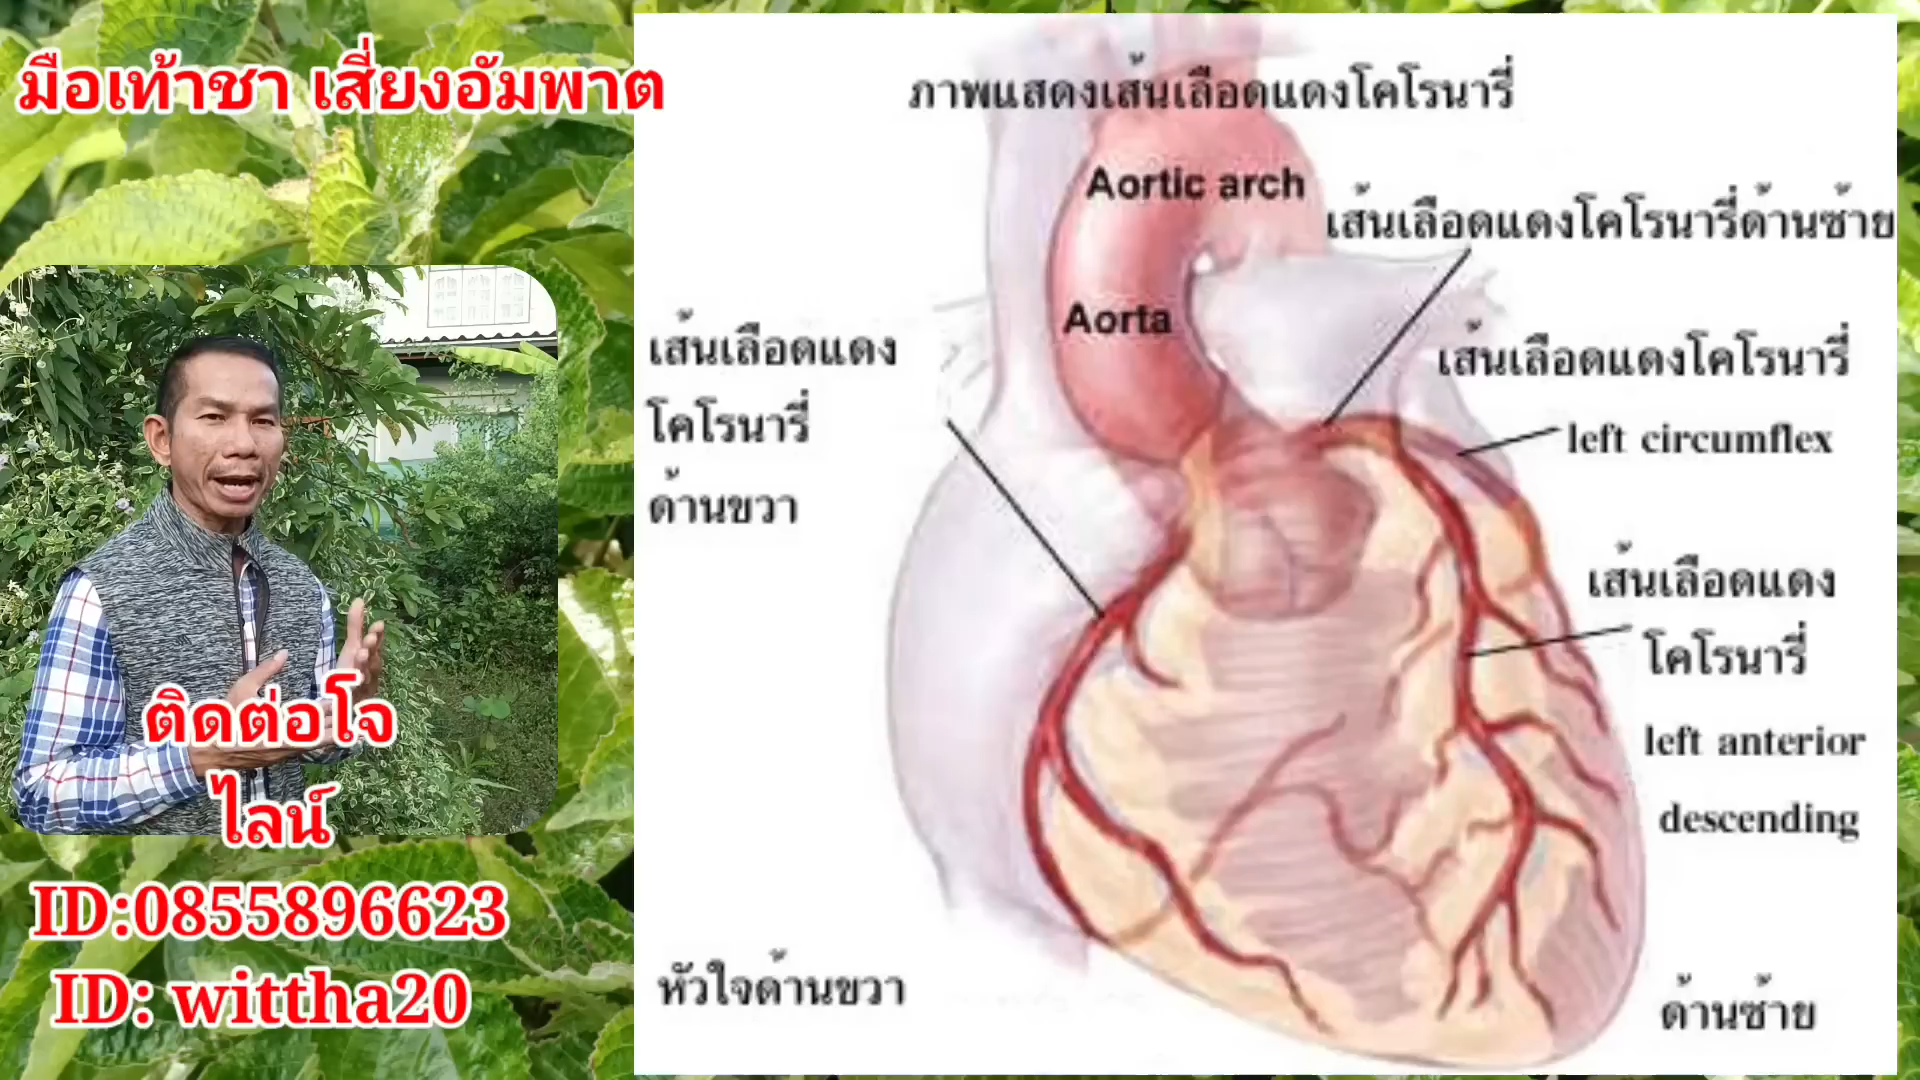 มือเท้าชา เสี่ยงอัมพาต
ติดต่อโจ
ไลน์
ID:0855896623
ID: wittha20
ภาพแสดงเส้นเลือดแดงโคโรนารี่
Aortic arch
เส้นเลือดแดงโคโรนารี่ด้านซ้าย
Aorta
เส้นเลือดแดง
โคโรนารี่
ด้านขวา
เส้นเลือดแดงโคโรนารี่
left circumflex
เส้นเลือดแดง
โคโรนารี่
left anterior
descending
หัวใจด้านขวา
ด้านซ้าย